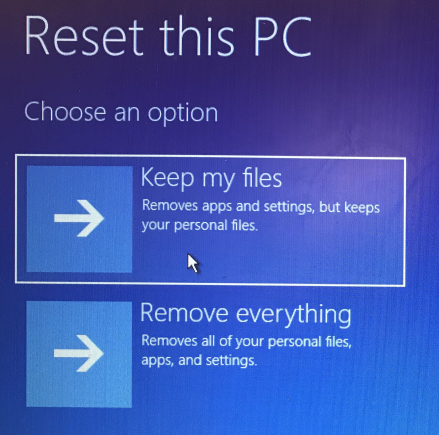 Reset this PC
Choose an option
Keep my files
Removes apps and settings, but keeps
your personal files.
Remove everything
Removes all of your personal files,
apps, and settings.